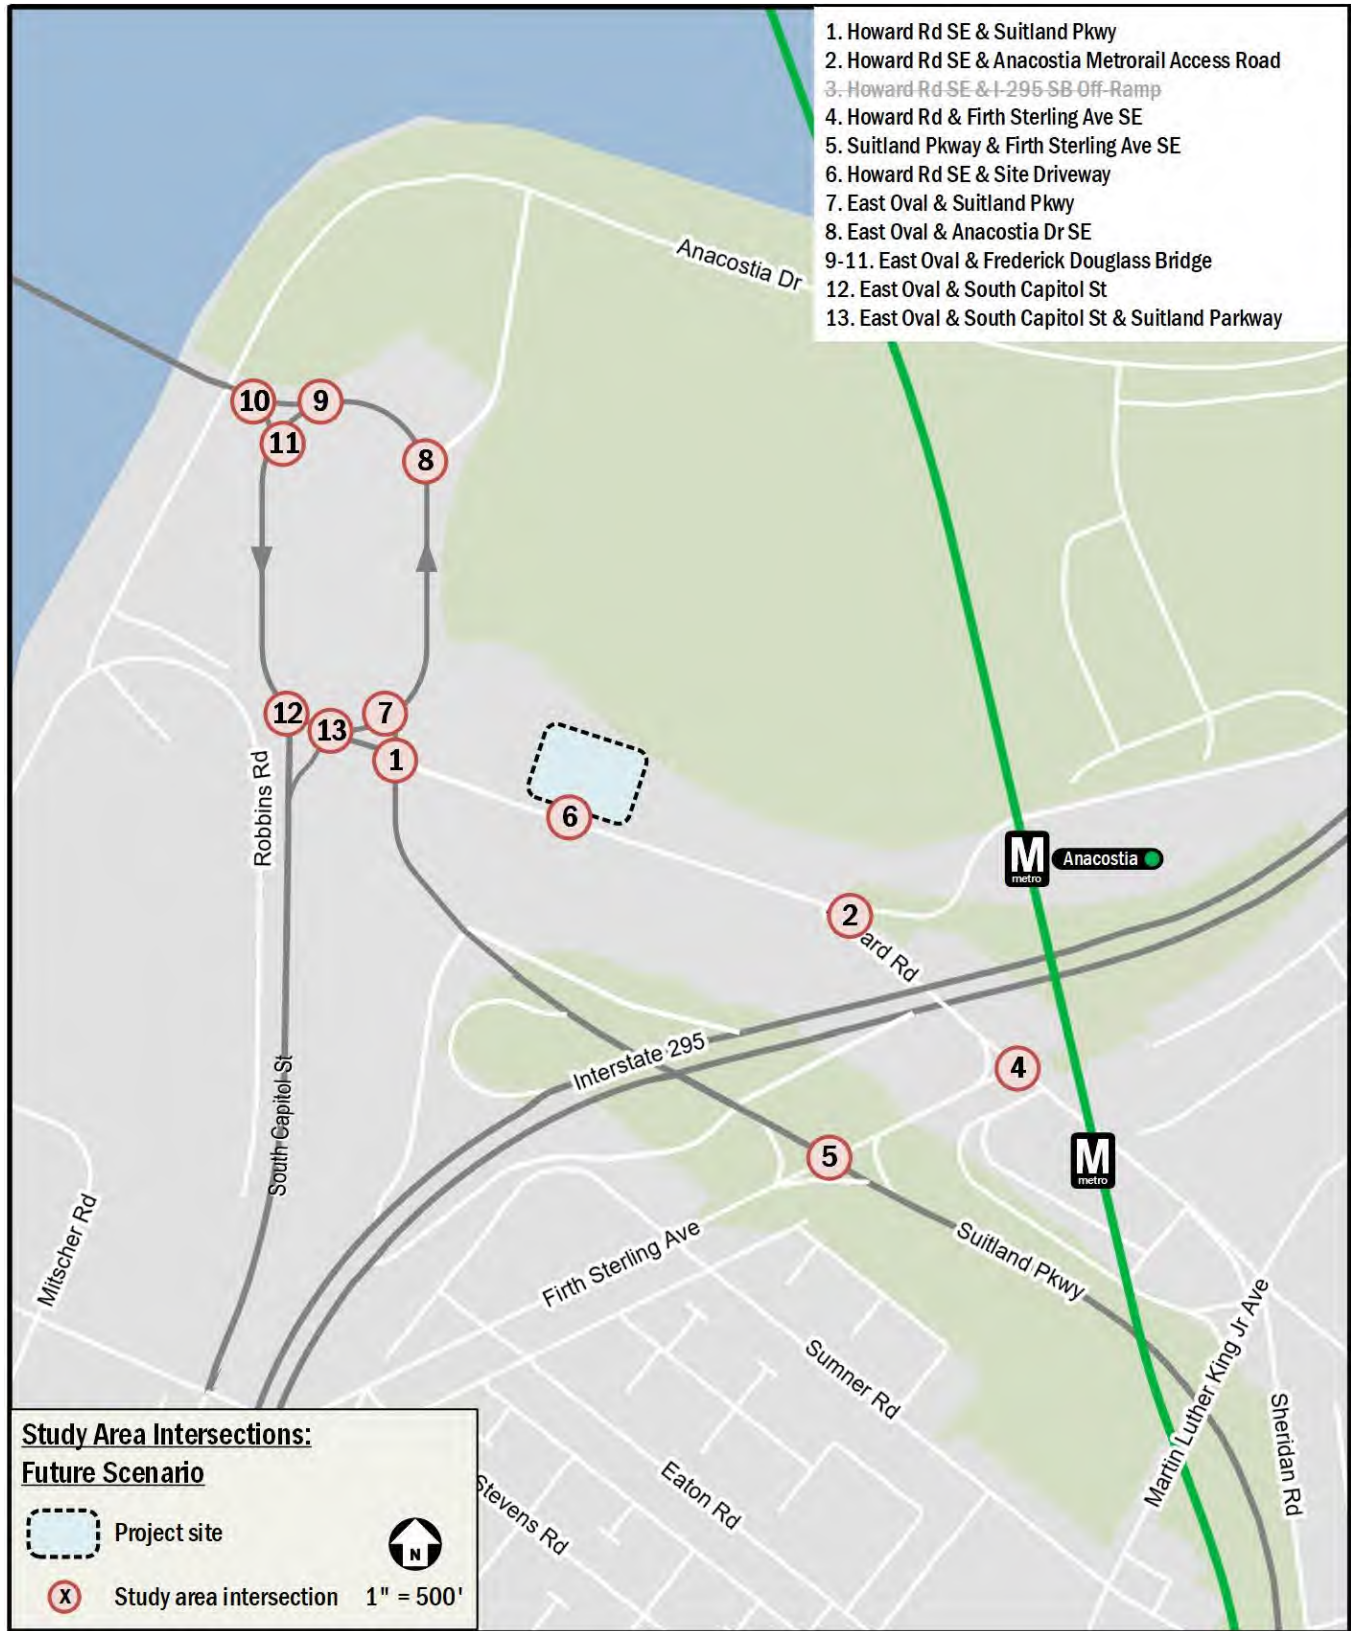 1. Howard Rd SE & Suitland Pkwy
2. Howard Rd SE & Anacostia Metrorail Access Road
3. Howard Rd SE & I-295 SB Off-Ramp
4. Howard Rd & Firth Sterling Ave SE
5. Suitland Pkway & Firth Sterling Ave SE
6. Howard Rd SE & Site Driveway
7. East Oval & Suitland Pkwy
8. East Oval & Anacostia Dr SE
9-11. East Oval & Frederick Douglass Bridge
12. East Oval & South Capitol St
13. East Oval & South Capitol St & Suitland Parkway
Anacostia Dr
10
9
11
8
12
13
7
1
6
Robbins Rd
M
metro
Anacostia
2
ard Rd
Interstate 295
4
South Capitol St
5
M
metro
Mitscher Rd
Firth Sterling Ave
Suitland Pkwy
Sumner Rd
Martin Luther King Jr Ave
Sheridan Rd
Eaton Rd
Stevens Rd
Study Area Intersections:
Future Scenario
Project site
N
X
Study area intersection
1" = 500'